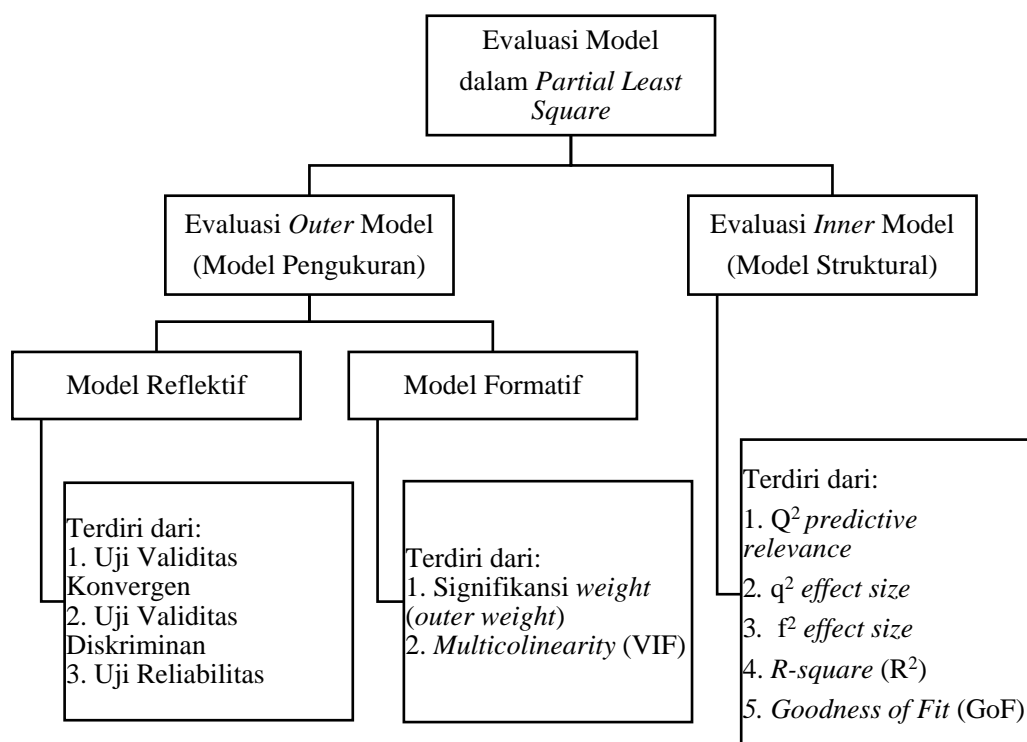 Evaluasi Model
dalam Partial Least
Square
Evaluasi Outer Model
(Model Pengukuran)
Evaluasi Inner Model
(Model Struktural)
Model Reflektif
Model Formatif
Terdiri dari:
1. Uji Validitas
Konvergen
2. Uji Validitas
Diskriminan
3. Uji Reliabilitas
Terdiri dari:
1. Signifikansi weight
(outer weight)
2. Multicolinearity (VIF)
Terdiri dari:
1. Q² predictive
relevance
2. q² effect size
3. f² effect size
4. R-square (R²)
5. Goodness of Fit (GoF)